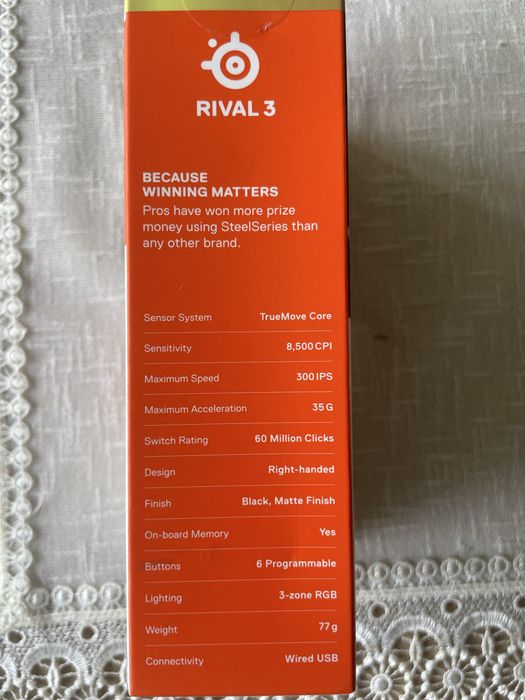 RIVAL 3
BECAUSE
WINNING MATTERS
Pros have won more prize
money using SteelSeries than
any other brand.
Sensor System TrueMove Core
Sensitivity 8,500 CPI
Maximum Speed 300 IPS
Maximum Acceleration 35 G
Switch Rating 60 Million Clicks
Design Right-handed
Finish Black, Matte Finish
On-board Memory Yes
Buttons 6 Programmable
Lighting 3-zone RGB
Weight 77 g
Connectivity Wired USB